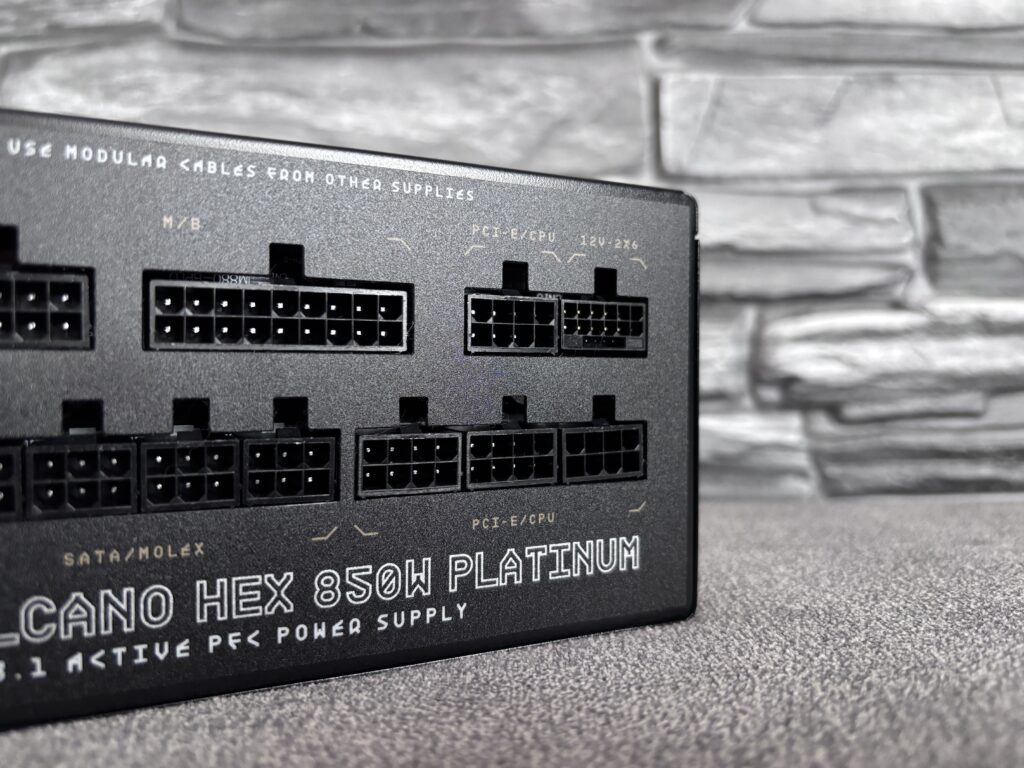 USE MODULAR CABLES FROM OTHER SUPPLIES
M/B
PCI-E/CPU
12V-2X6
SATA/MOLEX
PCI-E/CPU
LCANO HEX 850W PLATINUM
3.1 ACTIVE PFC POWER SUPPLY